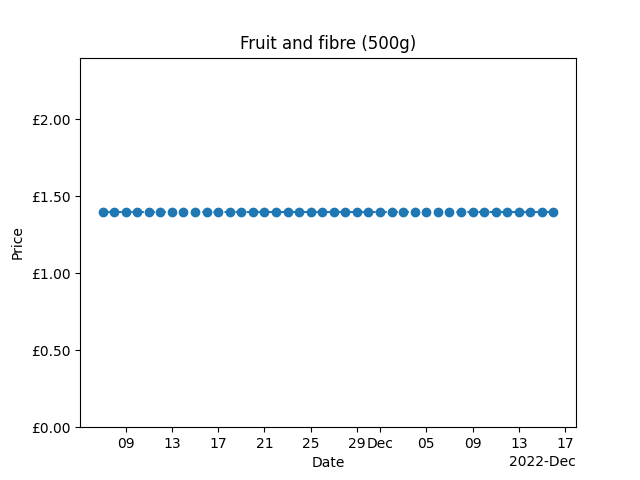 Fruit and fibre (500g)
£2.00
£1.50
£1.00
£0.50
£0.00
Price
09 13 17 21 25 29 Dec 05 09 13 17
Date
2022-Dec